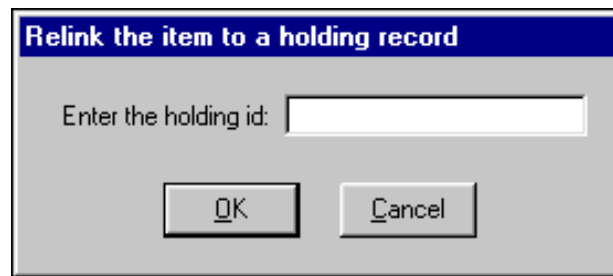 Relink the item to a holding record
Enter the holding id:
OK
Cancel